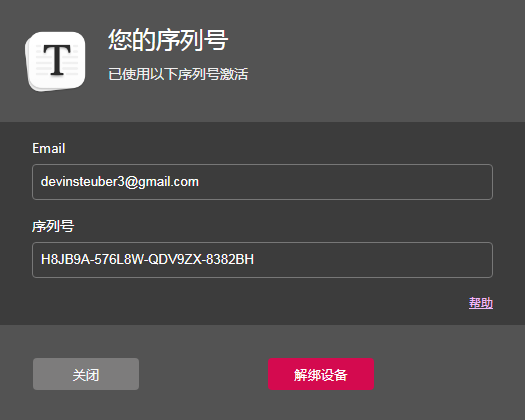 T
您的序列号
已使用以下序列号激活
Email
devinsteuber3@gmail.com
序列号
H8JB9A-576L8W-QDV9ZX-8382BH
帮助
关闭 解绑设备